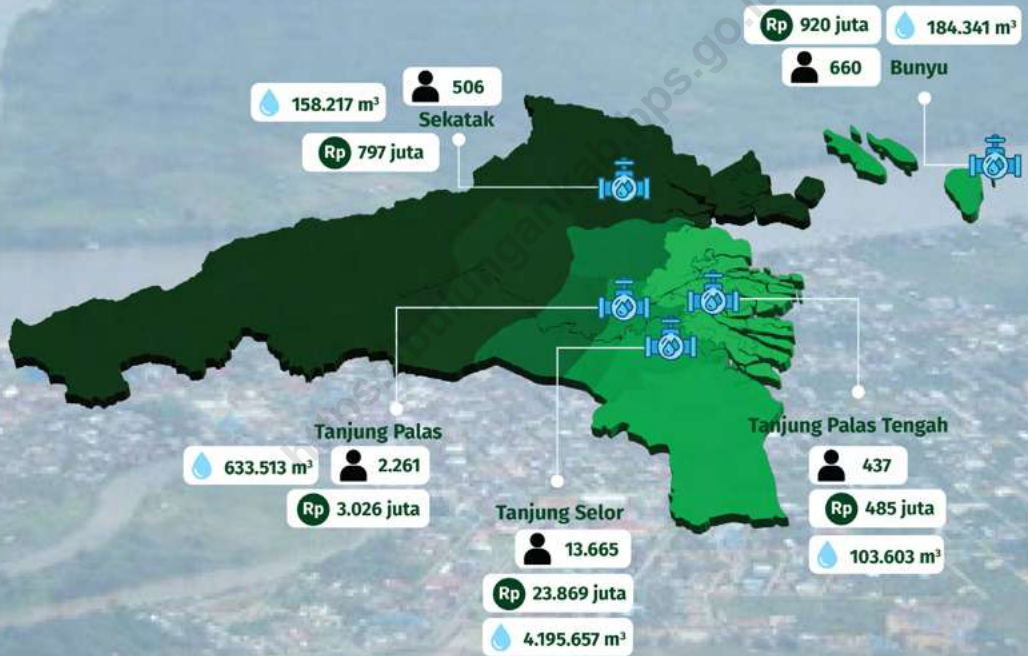 Rp 920 juta
184.341 m³
660
Bunyu
506
158.217 m³
Sekatak
Rp 797 juta
Tanjung Palas
633.513 m³
2.261
Rp 3.026 juta
Tanjung Selor
13.665
Rp 23.869 juta
4.195.657 m³
Tanjung Palas Tengah
437
Rp 485 juta
103.603 m³